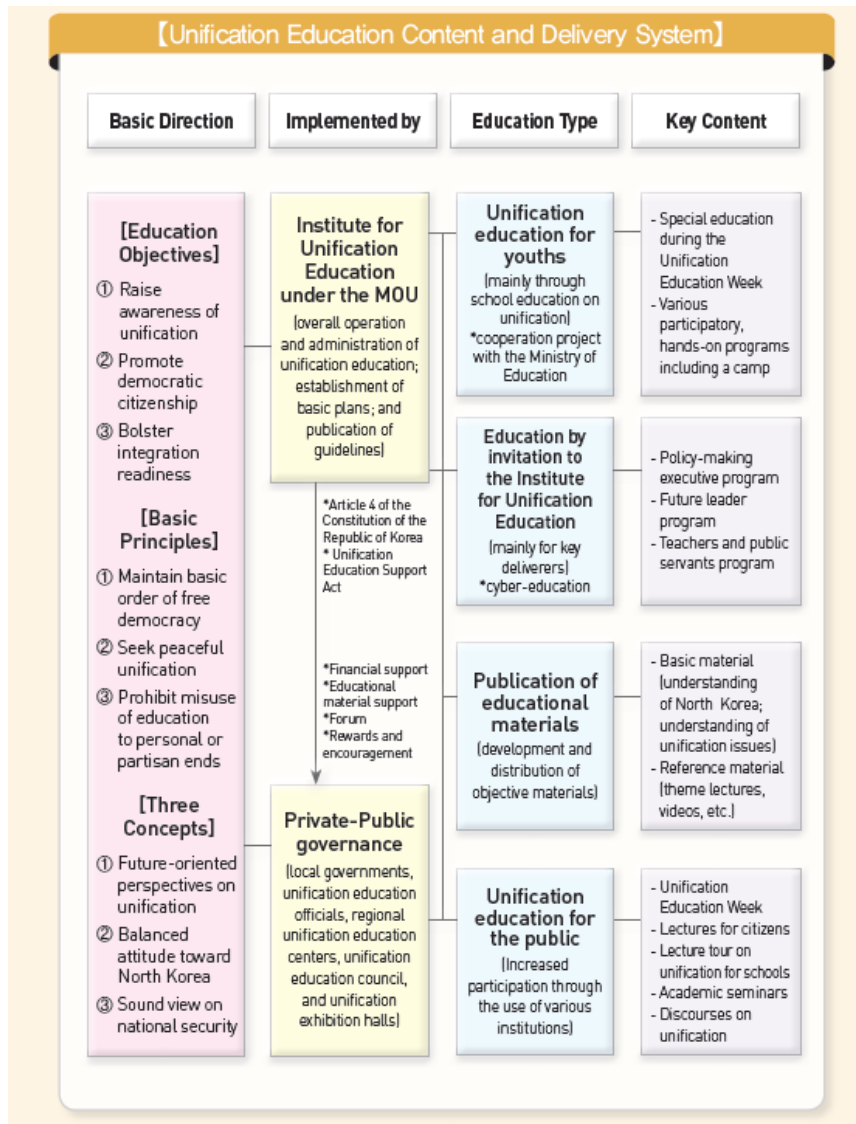 【Unification Education Content and Delivery System】
Basic Direction
Implemented by
Education Type
Key Content
[Education
Objectives]
① Raise
awareness of
unification
② Promote
democratic
citizenship
③ Bolster
integration
readiness
[Basic
Principles]
① Maintain basic
order of free
democracy
② Seek peaceful
unification
③ Prohibit misuse
of education
to personal or
partisan ends
[Three
Concepts]
① Future-oriented
perspectives on
unification
② Balanced
attitude toward
North Korea
③ Sound view on
national security
Institute for
Unification
Education
under the MOU
(overall operation
and administration of
unification education;
establishment of
basic plans; and
publication of
guidelines)
*Article 4 of the
Constitution of the
Republic of Korea
* Unification
Education Support
Act
*Financial support
*Educational
material support
*Forum
*Rewards and
encouragement
Private-Public
governance
(local governments,
unification education
officials, regional
unification education
centers, unification
education council,
and unification
exhibition halls)
Unification
education for
youths
(mainly through
school education on
unification)
*cooperation project
with the Ministry of
Education
Education by
invitation to
the Institute
for Unification
Education
(mainly for key
deliverers)
*cyber-education
Publication of
educational
materials
(development and
distribution of
objective materials)
Unification
education for
the public
(Increased
participation through
the use of various
institutions)
- Special education
during the
Unification
Education Week
- Various
participatory,
hands-on programs
including a camp
- Policy-making
executive program
- Future leader
program
- Teachers and public
servants program
- Basic material
(understanding
of North Korea;
understanding of
unification issues)
- Reference material
(theme lectures,
videos, etc.)
- Unification
Education Week
- Lectures for citizens
- Lecture tour on
unification for schools
- Academic seminars
- Discourses on
unification